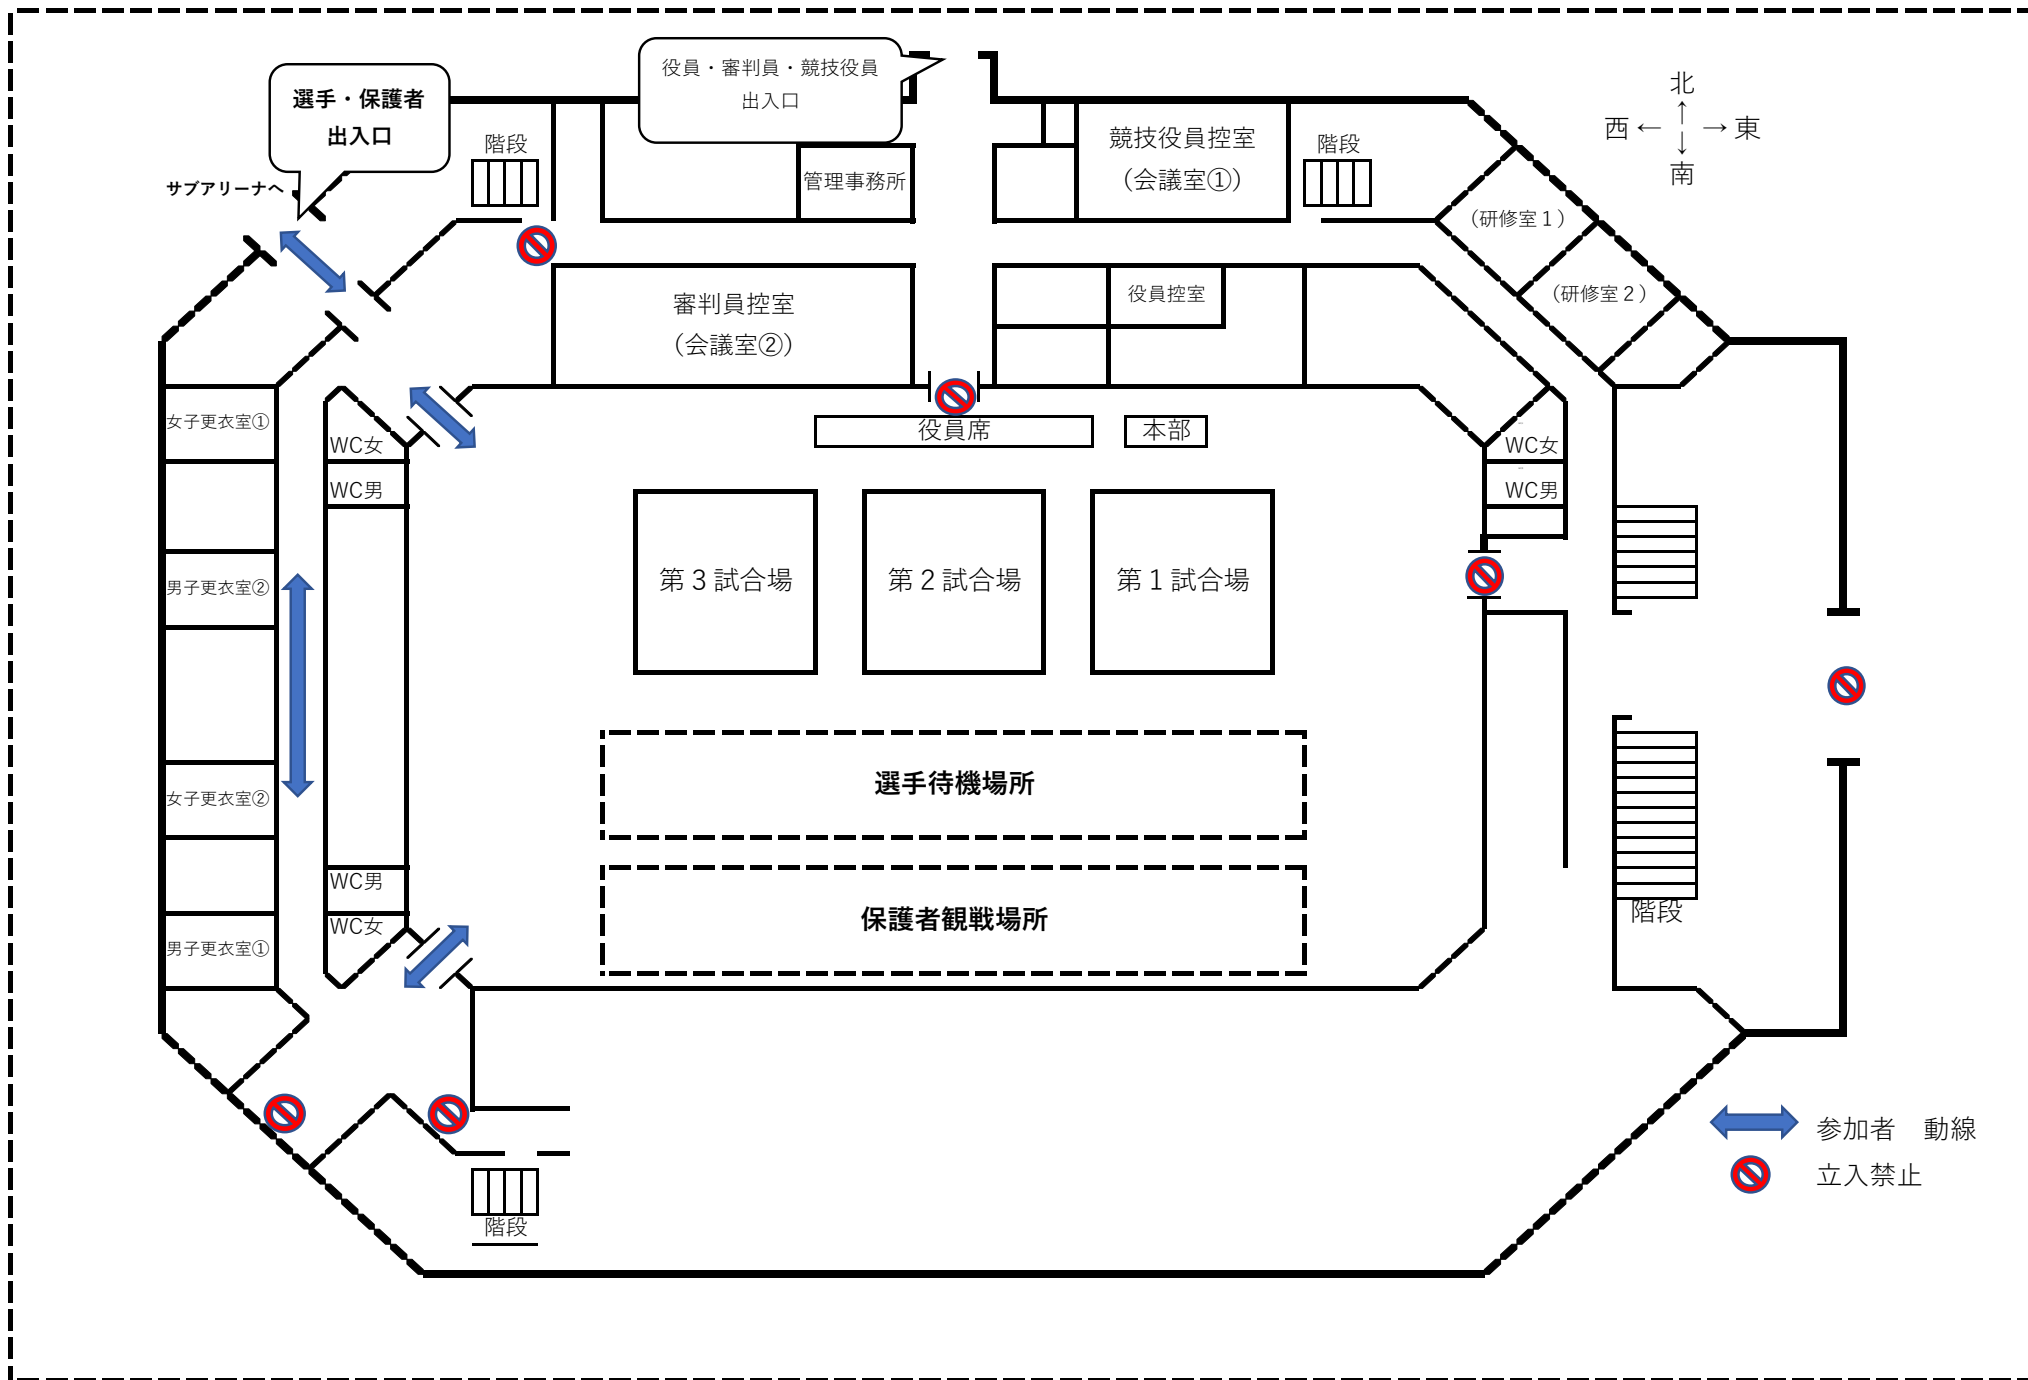 役員・審判員・競技役員
出入口
選手・保護者
出入口
北
西←
↑
↓
→東
南
階段
競技役員控室
（会議室①）
階段
管理事務所
サブアリーナへ
（研修室１）
審判員控室
（会議室②）
役員控室
（研修室２）
女子更衣室①
WC女
役員席
本部
WC女
WC男
WC男
男子更衣室②
第３試合場
第２試合場
第１試合場
選手待機場所
女子更衣室②
WC男
保護者観戦場所
WC女
階段
男子更衣室①
参加者　動線
立入禁止
階段